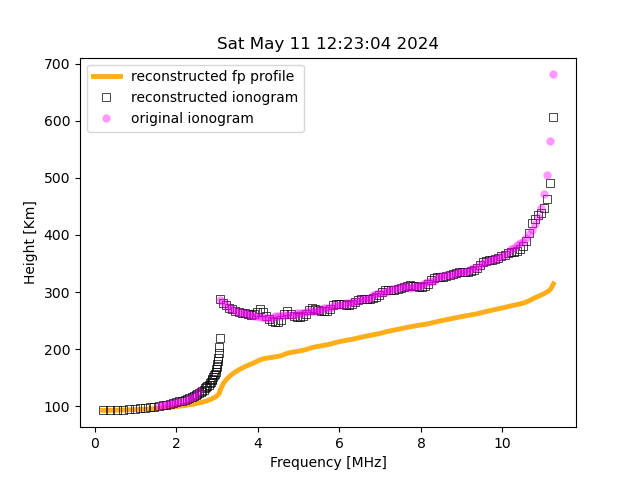 Sat May 11 12:23:04 2024
700
600
500
400
300
200
100
Height [Km]
reconstructed fp profile
reconstructed ionogram
original ionogram
0
2
4
6
8
10
Frequency [MHz]